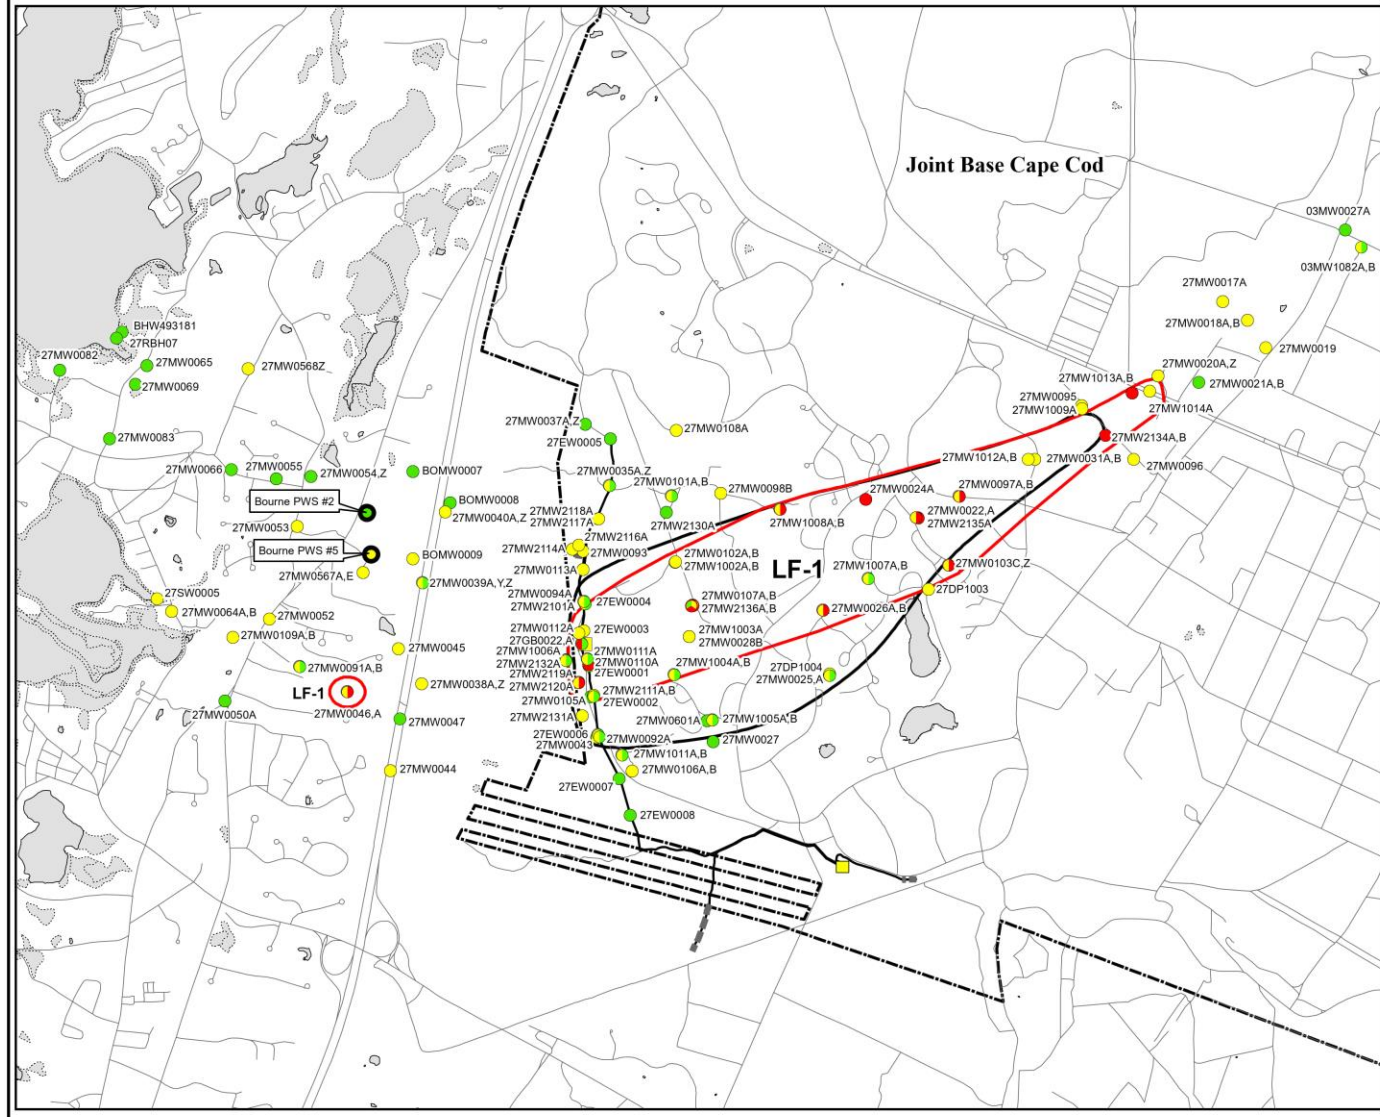 Joint Base Cape Cod
03MW0027A
03MW1082A,B
27MW0017A
27MW0018A,B
27MW0019
BHW493181
27RBH07
27MW0082
27MW0065
27MW0568Z
27MW0069
27MW0020A,Z
27MW1013A,B
27MW0021A,B
27MW0095
27MW1009A
27MW1014A
27MW0037A,Z
27MW0108A
27EW0005
27MW0083
27MW2134A,B
27MW0066
27MW0055
27MW0054,Z
BOMW0007
27MW0035A,Z
27MW0101A,B
27MW1012A,B
27MW0031A,B
27MW0096
27MW0098B
27MW0024A
27MW0097A,B
Bourne PWS #2
BOMW0008
27MW0040A,Z
27MW2118A
27MW2117A
27MW2130A
27MW1008A,B
27MW0022,A
27MW2135A
27MW0053
27MW2116A
Bourne PWS #5
27MW2114A
27MW0093
BOMW0009
27MW0102A,B
27MW1002A,B
LF-1
27MW1007A,B
27MW0103C,Z
27MW0567A,E
27MW0113A
27MW0039A,Y,Z
27DP1003
27SW0005
27MW0064A,B
27MW0094A
27MW2101A
27EW0004
27MW0107A,B
27MW2136A,B
27MW0026A,B
27MW0052
27MW0109A,B
27MW0112A
27EW0003
27MW1003A
27MW0028B
27GB0022,A
27MW1006A
27MW0045
27MW0111A
27MW2132A
27MW0110A
27MW0091A,B
27MW2119A
27EW0001
27MW1004A,B
27DP1004
27MW0025,A
LF-1
27MW0038A,Z
27MW2120A
27MW2111A,B
27MW0105A
27EW0002
27MW0050A
27MW0046,A
27MW0047
27MW2131A
27MW0601A
27MW1005A,B
27EW0006
27MW0092A
27MW0043
27MW0027
27MW1011A,B
27MW0044
27MW0106A,B
27EW0007
27EW0008